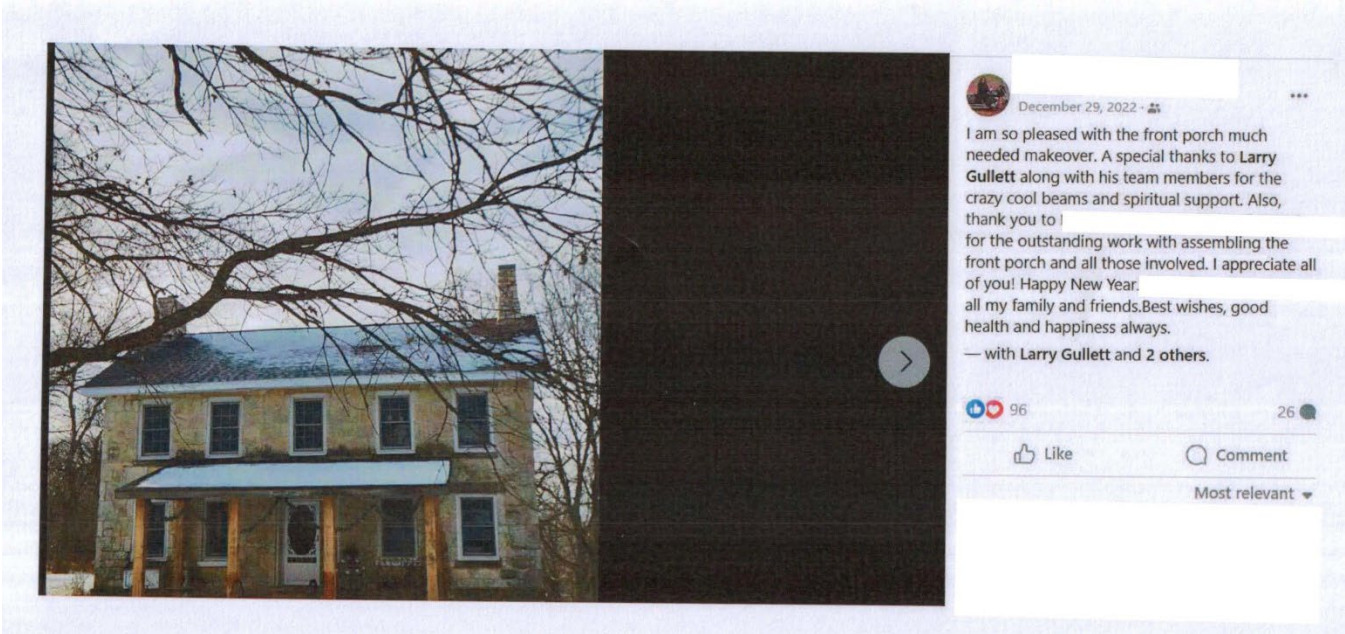 December 29, 2022 ·
I am so pleased with the front porch much
needed makeover. A special thanks to Larry
Gullett along with his team members for the
crazy cool beams and spiritual support. Also,
thank you to
for the outstanding work with assembling the
front porch and all those involved. I appreciate all
of you! Happy New Year.
all my family and friends.Best wishes, good
health and happiness always.
— with Larry Gullett and 2 others.
96
26
Like
Comment
Most relevant